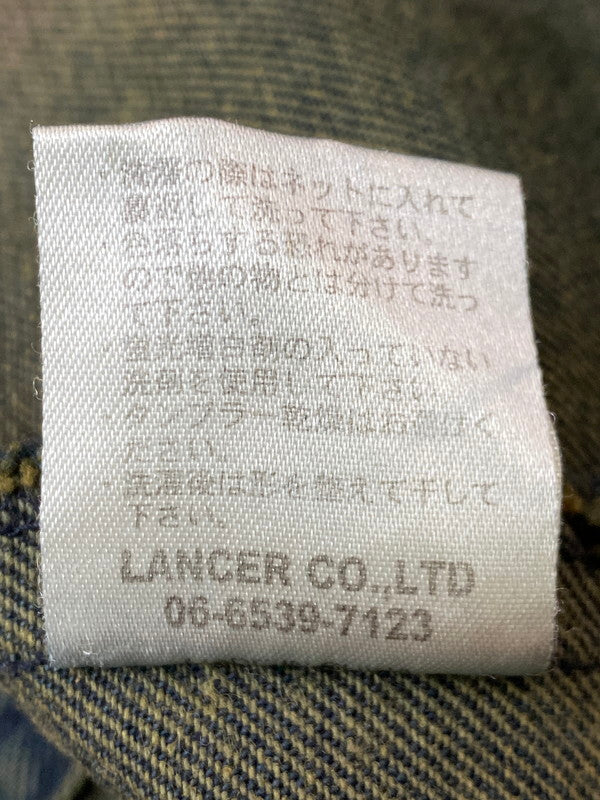 ・洗濯の際はネットに入れて
裏返して洗って下さい。
・色落ちする恐れがあります
ので他の物とは分けて洗っ
て下さい。
・蛍光増白剤の入っていない
洗剤を使用して下さい。
・タンブラー乾燥はお避けく
ださい。
・洗濯後は形を整えて干して
下さい。
LANCER CO.,LTD
06-6539-7123